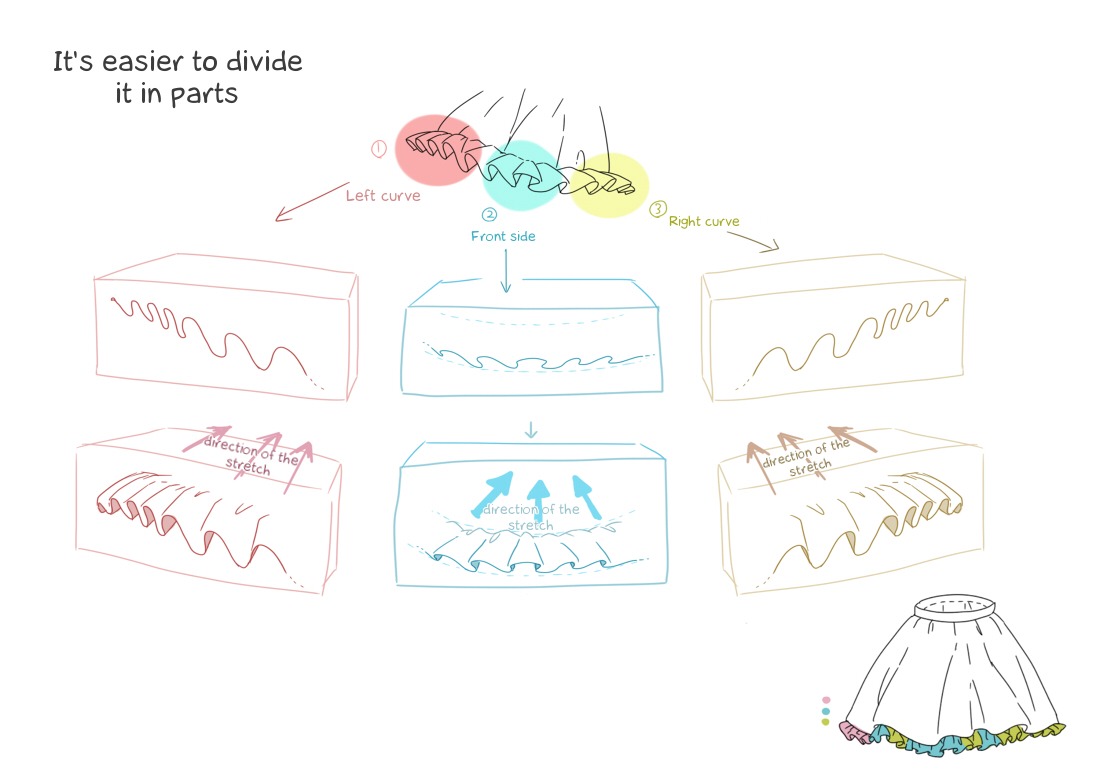 It's easier to divide
it in parts
1
Left curve
2
Front side
3
Right curve
direction of the
stretch
direction of the
stretch
direction of the
stretch